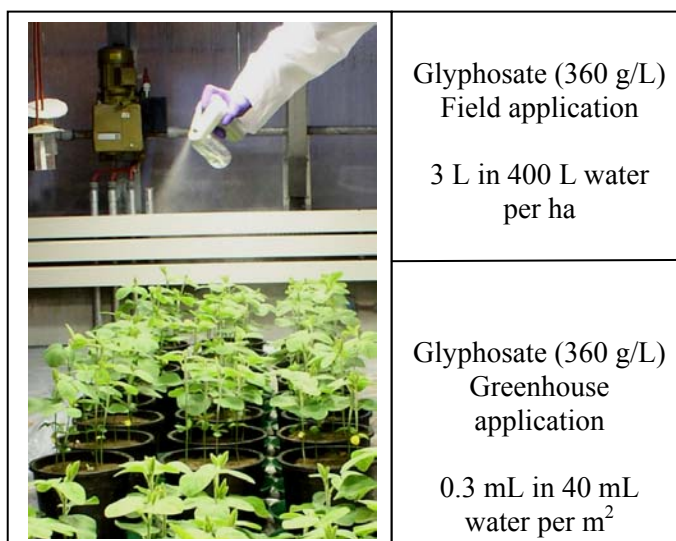 Glyphosate (360 g/L)
Field application
3 L in 400 L water
per ha
Glyphosate (360 g/L)
Greenhouse
application
0.3 mL in 40 mL
water per m²